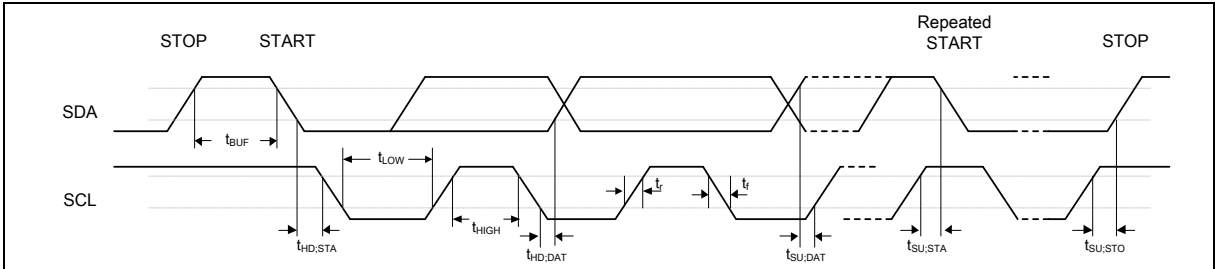 STOP
START
Repeated
START
STOP
SDA
tBUF
tLOW
tr
tf
SCL
tHIGH
tHD;STA
tHD;DAT
tSU;DAT
tSU;STA
tSU;STO